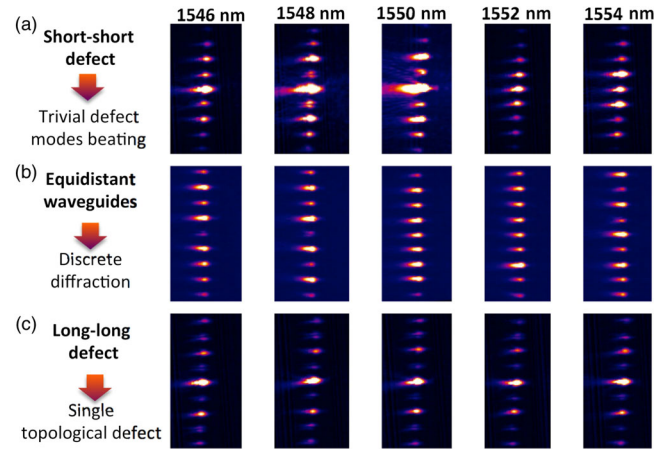 1546 nm 1548 nm 1550 nm 1552 nm 1554 nm
(a)
Short-short
defect
Trivial defect
modes beating
(b)
Equidistant
waveguides
Discrete
diffraction
(c)
Long-long
defect
Single
topological defect